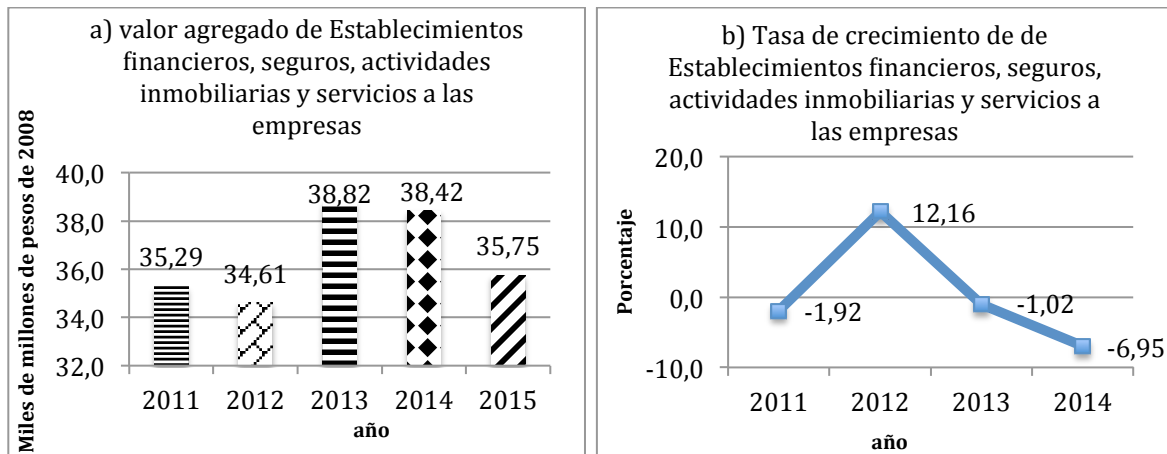 a) valor agregado de Establecimientos
financieros, seguros, actividades
inmobiliarias y servicios a las
empresas
Miles de millones de pesos de 2008
40,0
38,0
36,0
34,0
32,0
35,29
34,61
38,82
38,42
35,75
2011 2012 2013 2014 2015
año
b) Tasa de crecimiento de de
Establecimientos financieros, seguros,
actividades inmobiliarias y servicios a
las empresas
Porcentaje
20,0
10,0
0,0
-10,0
-1,92
12,16
-1,02
-6,95
2011 2012 2013 2014
año